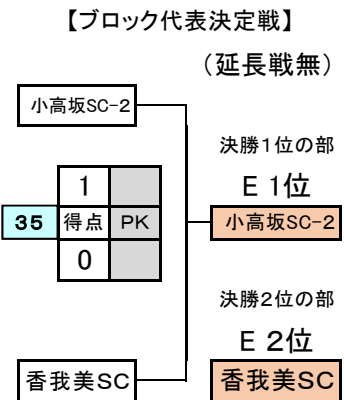 【ブロック代表決定戦】
（延長戦無）
小高坂SC-2
決勝1位の部
1
E 1位
35 得点 PK
小高坂SC-2
0
決勝2位の部
E 2位
香我美SC
香我美SC